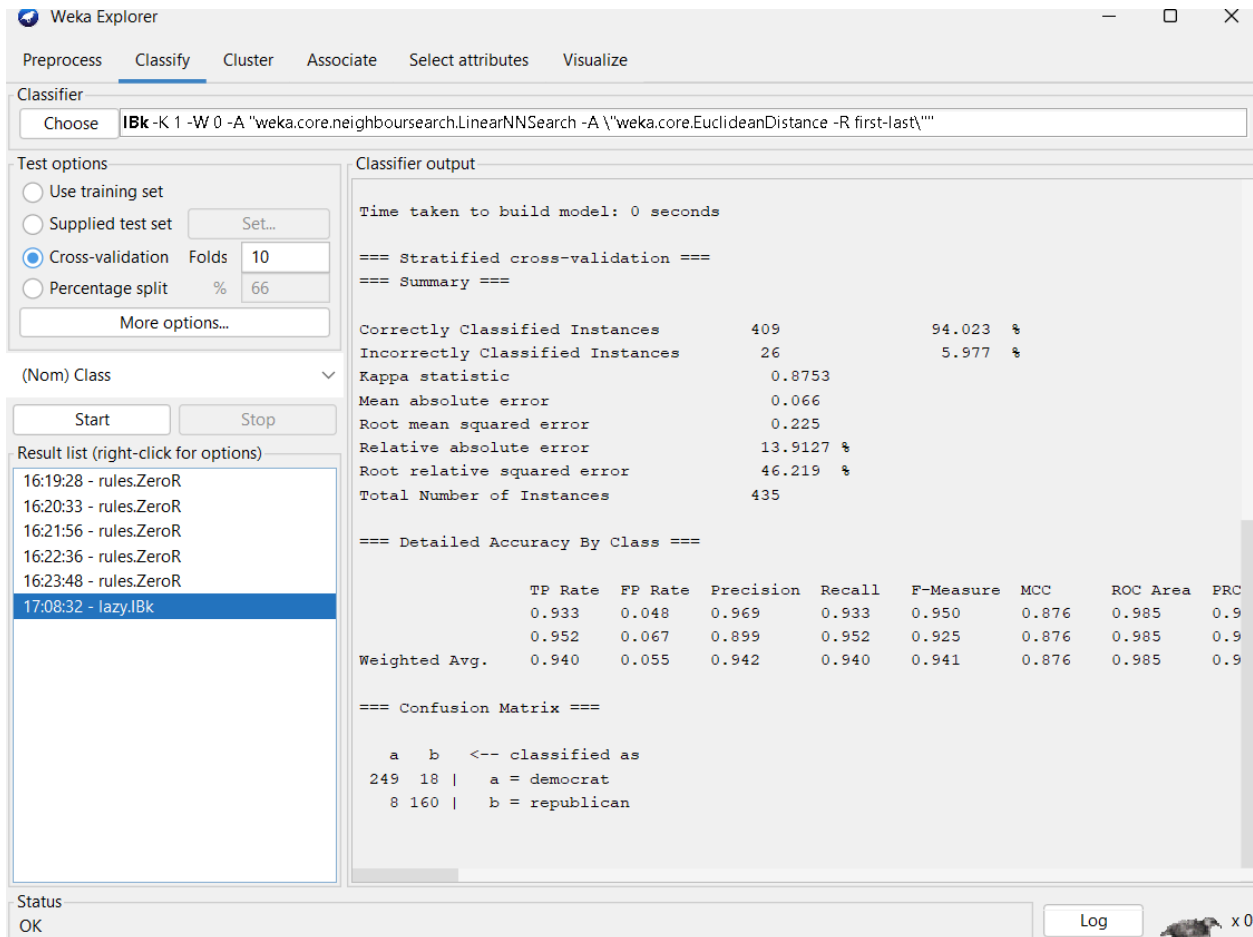 Weka Explorer
Preprocess Classify Cluster Associate Select attributes Visualize
Classifier
Choose IBk -K 1 -W 0 -A "weka.core.neighboursearch.LinearNNSearch -A \"weka.core.EuclideanDistance -R first-last\""
Test options
Use training set
Supplied test set Set...
Cross-validation Folds 10
Percentage split % 66
More options...
(Nom) Class
Start Stop
Result list (right-click for options)
16:19:28 - rules.ZeroR
16:20:33 - rules.ZeroR
16:21:56 - rules.ZeroR
16:22:36 - rules.ZeroR
16:23:48 - rules.ZeroR
17:08:32 - lazy.IBk
Classifier output
Time taken to build model: 0 seconds
=== Stratified cross-validation ===
=== Summary ===
Correctly Classified Instances 409 94.023 %
Incorrectly Classified Instances 26 5.977 %
Kappa statistic 0.8753
Mean absolute error 0.066
Root mean squared error 0.225
Relative absolute error 13.9127 %
Root relative squared error 46.219 %
Total Number of Instances 435
=== Detailed Accuracy By Class ===
TP Rate FP Rate Precision Recall F-Measure MCC ROC Area PRC
0.933 0.048 0.969 0.933 0.950 0.876 0.985 0.9
0.952 0.067 0.899 0.952 0.925 0.876 0.985 0.9
Weighted Avg. 0.940 0.055 0.942 0.940 0.941 0.876 0.985 0.9
=== Confusion Matrix ===
a b <-- classified as
249 18 | a = democrat
8 160 | b = republican
Status
OK
Log
x 0